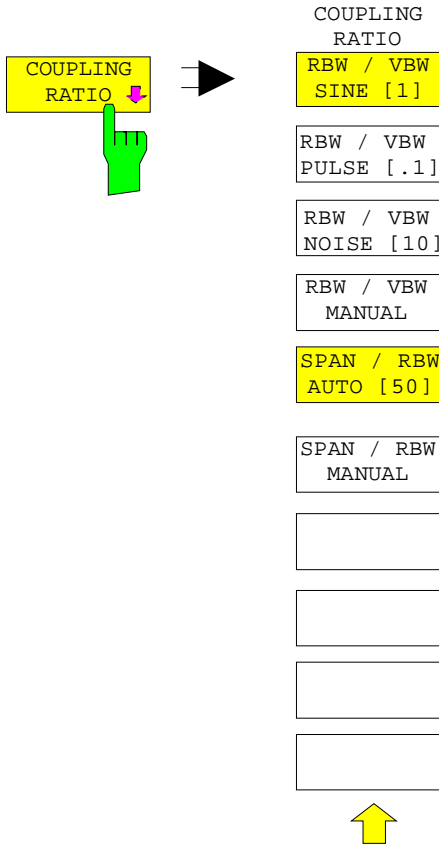 COUPLING
RATIO
COUPLING
RATIO
RBW / VBW
SINE [1]
RBW / VBW
PULSE [.1]
RBW / VBW
NOISE [10]
RBW / VBW
MANUAL
SPAN / RBW
AUTO [50]
SPAN / RBW
MANUAL